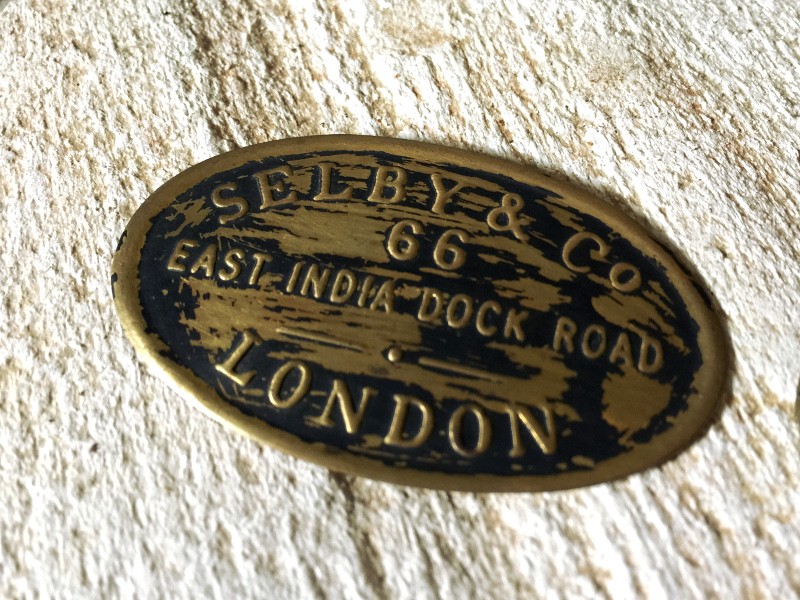 SELBY & Co
66
EAST INDIA DOCK ROAD
LONDON